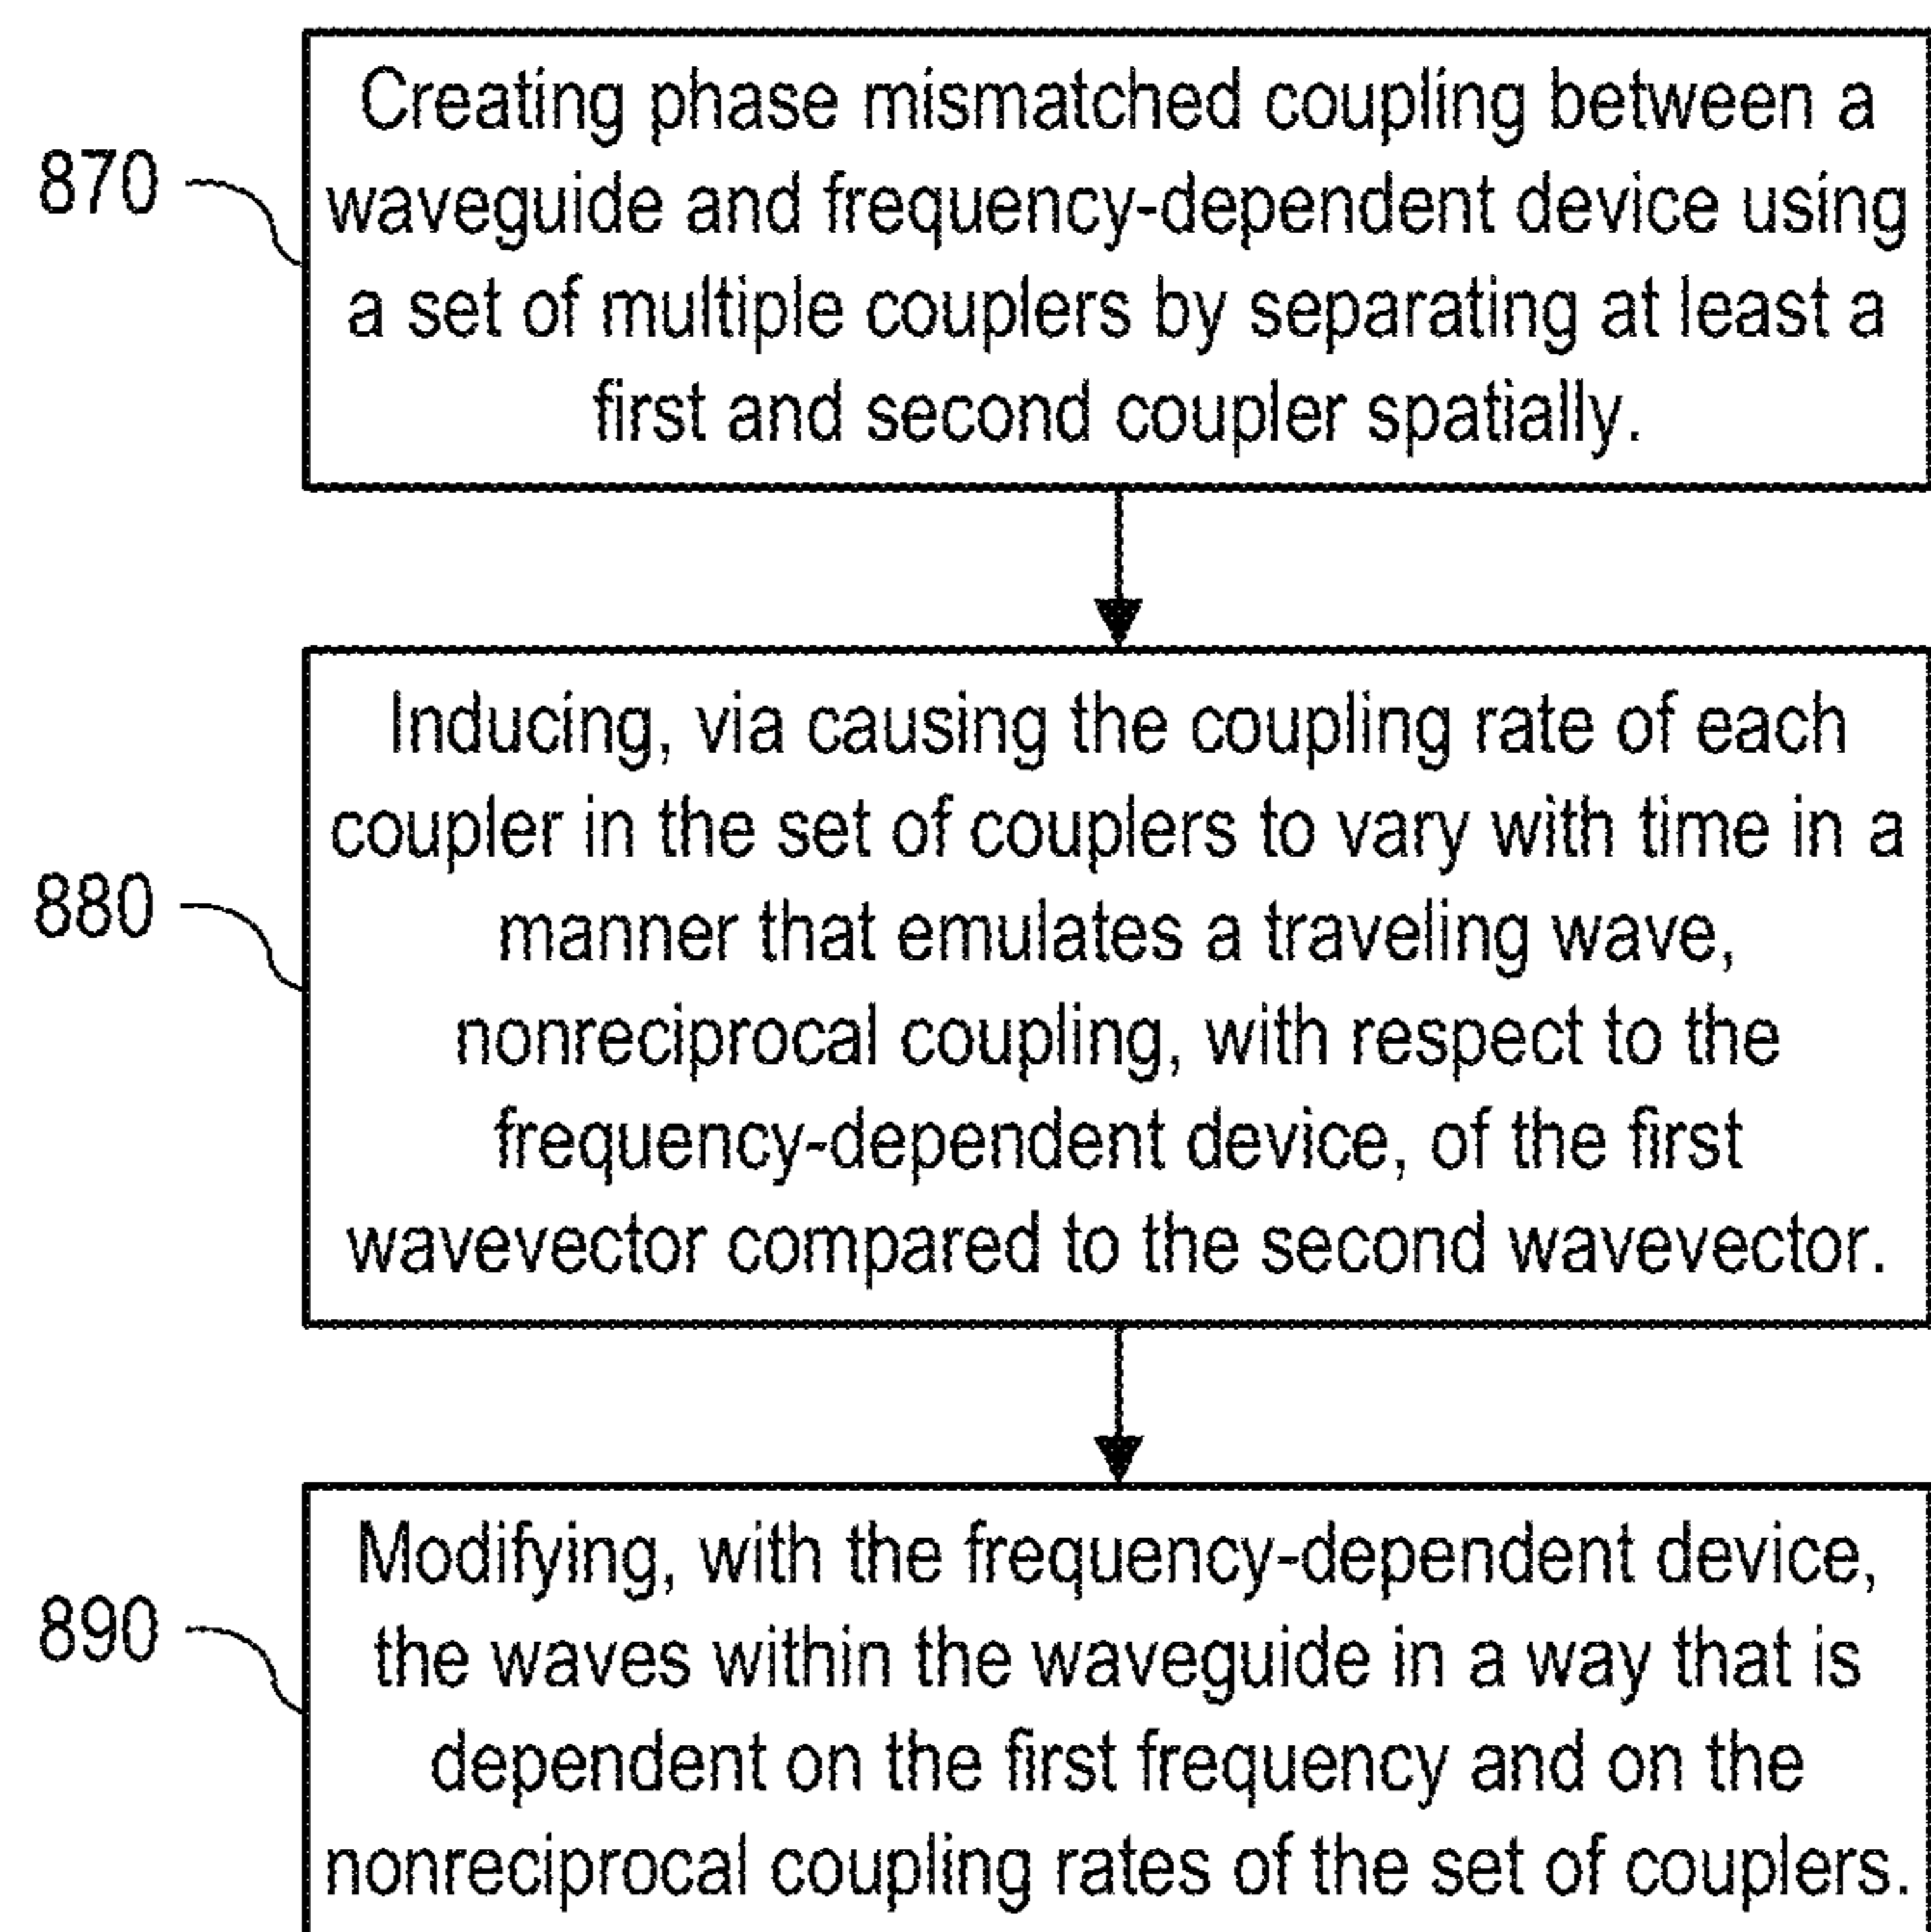 Creating phase mismatched coupling between a
870
waveguide and frequency-dependent device using
a set of multiple couplers by separating at least a
first and second coupler spatially.
Inducing, via causing the coupling rate of each
coupler in the set of couplers to vary with time in a
880
manner that emulates a traveling wave,
nonreciprocal coupling, with respect to the
frequency-dependent device, of the first
wavevector compared to the second wavevector.
Modifying, with the frequency-dependent device,
890
the waves within the waveguide in a way that is
dependent on the first frequency and on the
nonreciprocal coupling rates of the set of couplers.